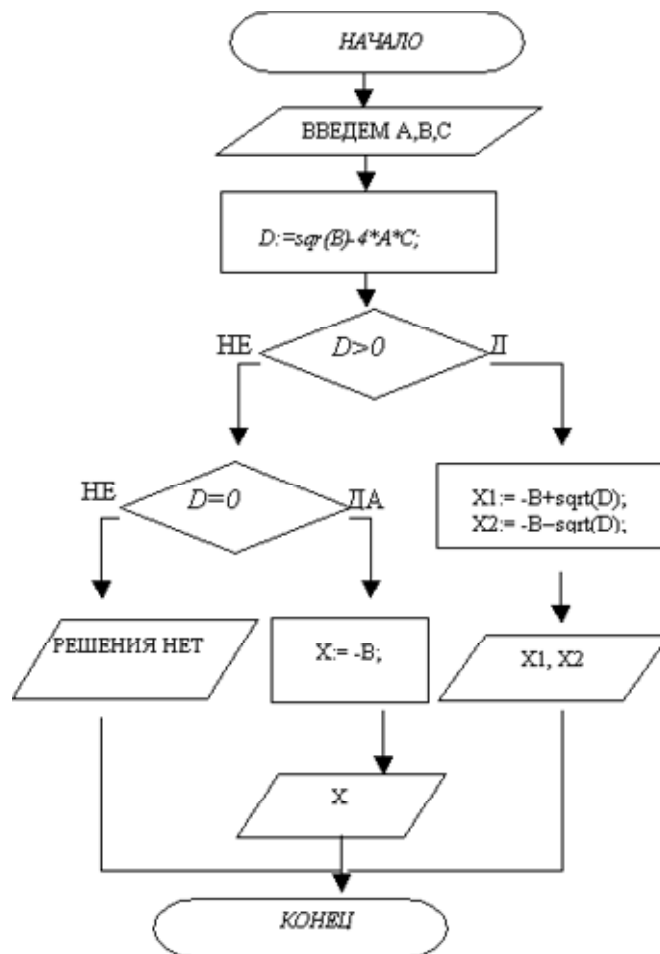 НАЧАЛО
ВВЕДЕМ А,В,С
D:=sqr(B)-4*A*C;
НЕ
D>0
Д
НЕ
D=0
ДА
X1:= -B+sqrt(D);
X2:= -B–sqrt(D);
РЕШЕНИЯ НЕТ
X:= -B;
X1, X2
X
КОНЕЦ